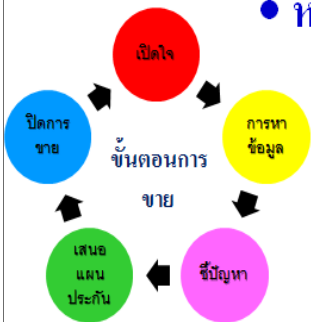 เปิดใจ
การหา
ข้อมูล
ชี้ปัญหา
เสนอ
แผน
ประกัน
ปิดการ
ขาย
ขั้นตอนการ
ขาย